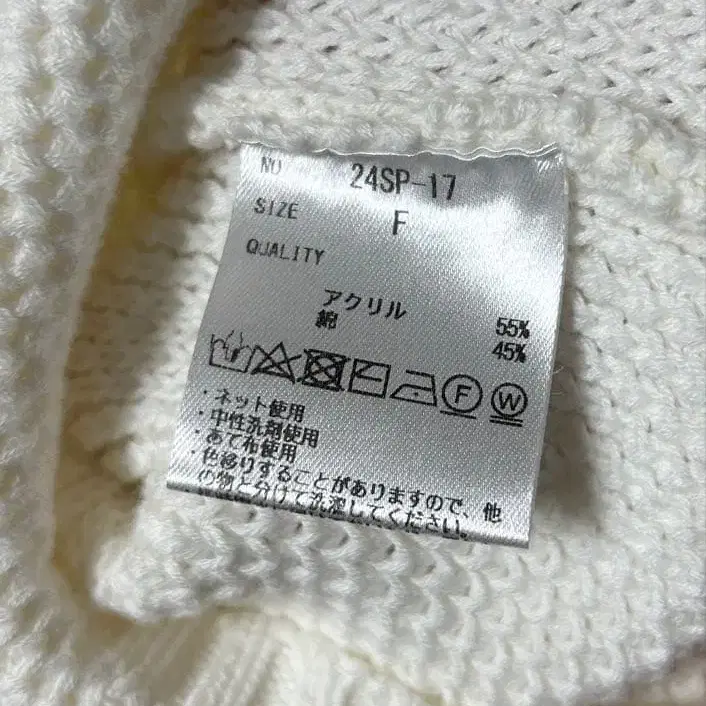 NO 24SP-17
SIZE F
QUALITY
アクリル 55%
綿 45%
F W
・ネット使用
・中性洗剤使用
・あて布使用
・色移りすることがありますので、他
の物と分けて洗濯してください。